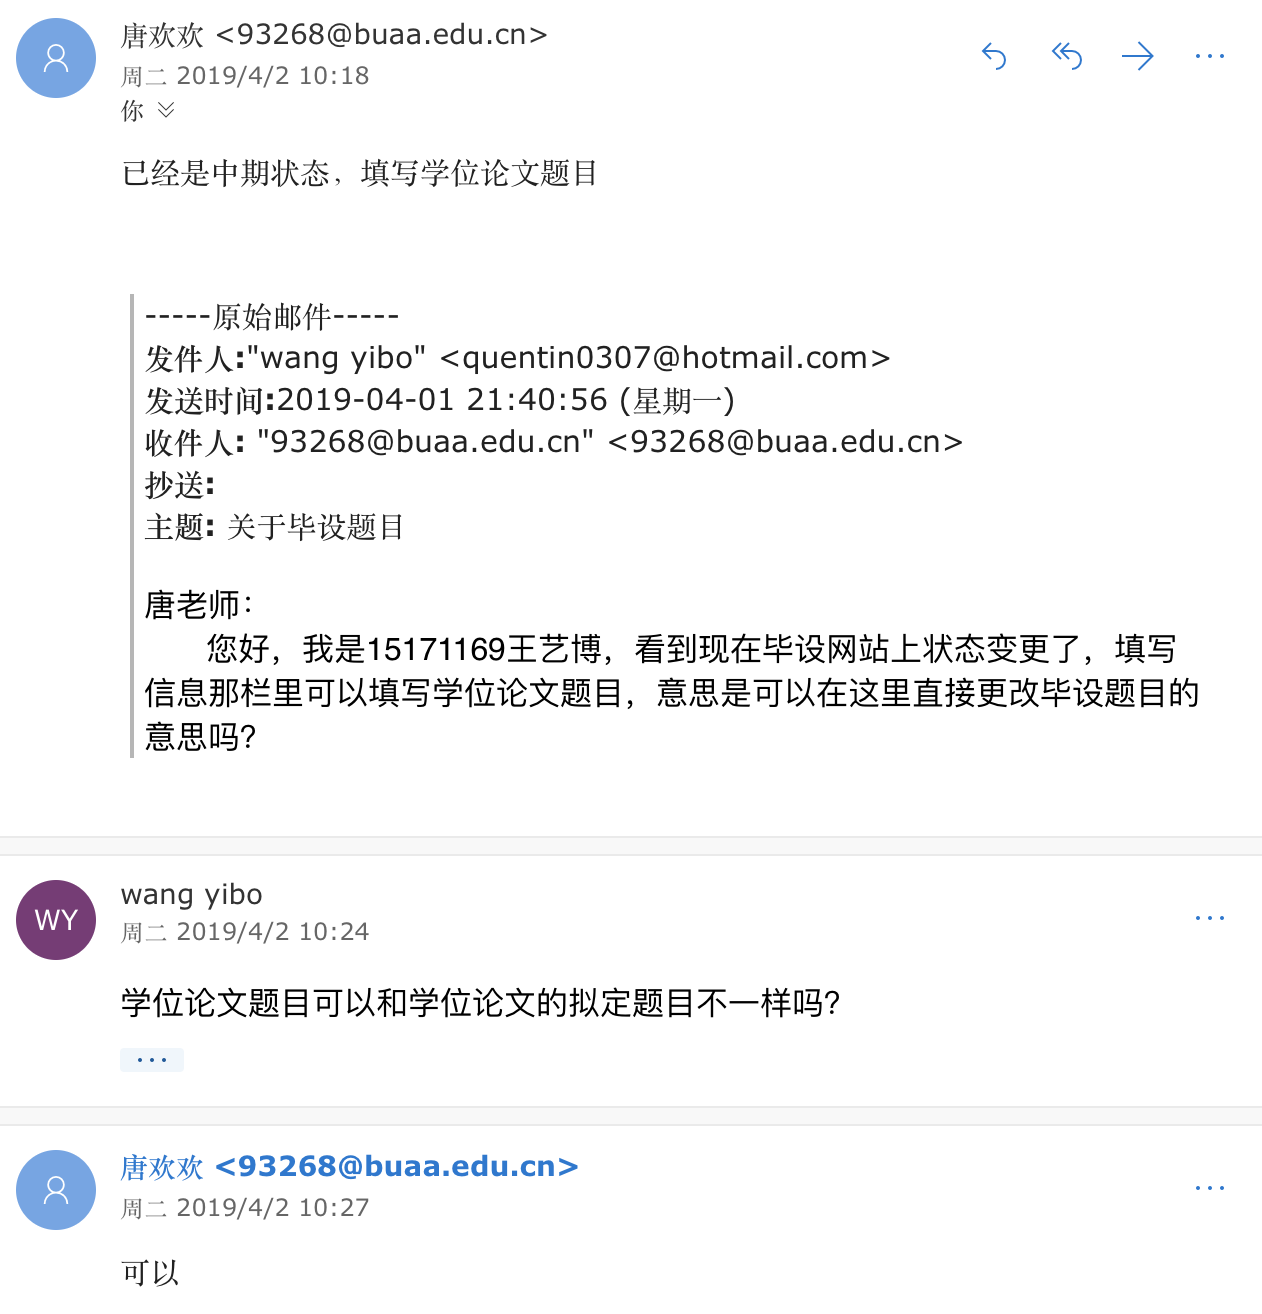 唐欢欢 <93268@buaa.edu.cn>
周二 2019/4/2 10:18
你
已经是中期状态，填写学位论文题目
-----原始邮件-----
发件人:"wang yibo" <quentin0307@hotmail.com>
发送时间:2019-04-01 21:40:56 (星期一)
收件人: "93268@buaa.edu.cn" <93268@buaa.edu.cn>
抄送:
主题: 关于毕设题目
唐老师：
您好，我是15171169王艺博，看到现在毕设网站上状态变更了，填写
信息那栏里可以填写学位论文题目，意思是可以在这里直接更改毕设题目的
意思吗？
WY
wang yibo
周二 2019/4/2 10:24
学位论文题目可以和学位论文的拟定题目不一样吗？
唐欢欢 <93268@buaa.edu.cn>
周二 2019/4/2 10:27
可以